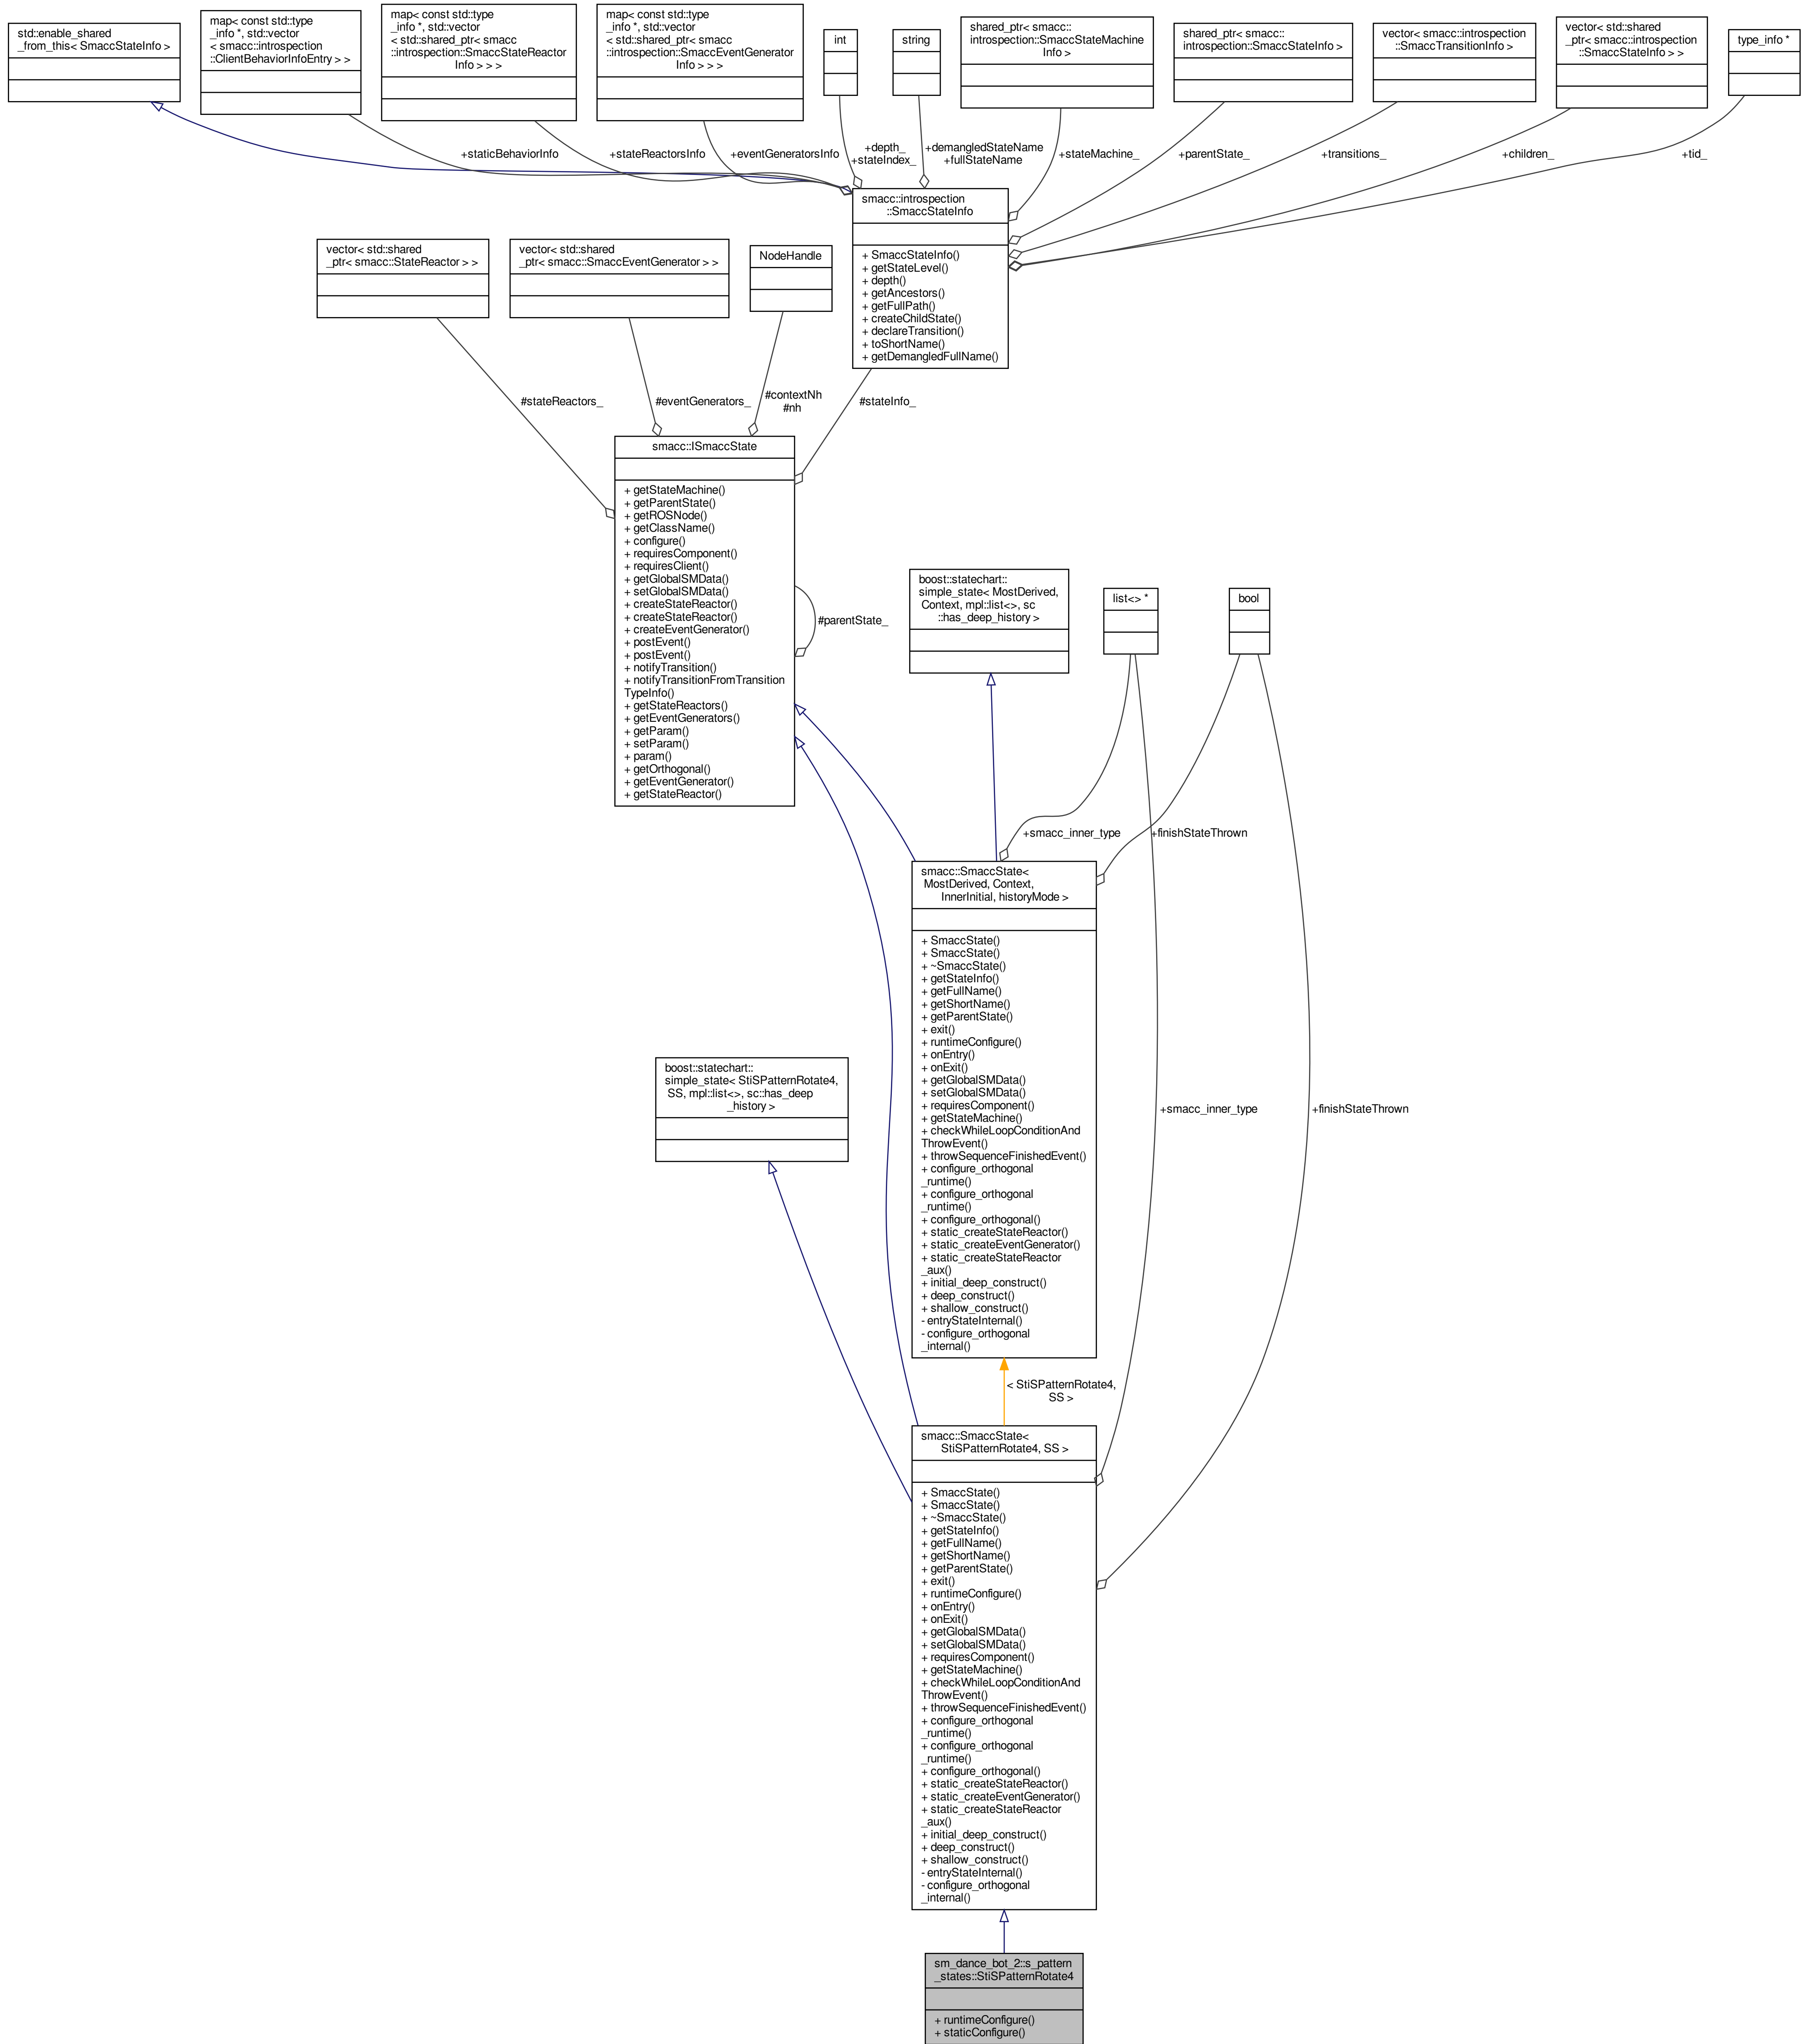 std::enable_shared
_from_this< SmaccStateInfo >
map< const std::type
_info *, std::vector
< smacc::introspection
::ClientBehaviorInfoEntry > >
map< const std::type
_info *, std::vector
< std::shared_ptr< smacc
::introspection::SmaccStateReactor
Info > > >
map< const std::type
_info *, std::vector
< std::shared_ptr< smacc
::introspection::SmaccEventGenerator
Info > > >
int
string
shared_ptr< smacc::
introspection::SmaccStateMachine
Info >
shared_ptr< smacc::
introspection::SmaccStateInfo >
vector< smacc::introspection
::SmaccTransitionInfo >
vector< std::shared
_ptr< smacc::introspection
::SmaccStateInfo > >
type_info *
+staticBehaviorInfo
+stateReactorsInfo
+eventGeneratorsInfo
+depth_
+stateIndex_
+demangledStateName
+fullStateName
+stateMachine_
+parentState_
+transitions_
+children_
+tid_
smacc::introspection
::SmaccStateInfo
+ SmaccStateInfo()
+ getStateLevel()
+ depth()
+ getAncestors()
+ getFullPath()
+ createChildState()
+ declareTransition()
+ toShortName()
+ getDemangledFullName()
vector< std::shared
_ptr< smacc::StateReactor > >
vector< std::shared
_ptr< smacc::SmaccEventGenerator > >
NodeHandle
#stateReactors_
#eventGenerators_
#contextNh
#nh
#stateInfo_
smacc::ISmaccState
+ getStateMachine()
+ getParentState()
+ getROSNode()
+ getClassName()
+ configure()
+ requiresComponent()
+ requiresClient()
+ getGlobalSMData()
+ setGlobalSMData()
+ createStateReactor()
+ createStateReactor()
+ createEventGenerator()
+ postEvent()
+ postEvent()
+ notifyTransition()
+ notifyTransitionFromTransition
TypeInfo()
+ getStateReactors()
+ getEventGenerators()
+ getParam()
+ setParam()
+ param()
+ getOrthogonal()
+ getEventGenerator()
+ getStateReactor()
#parentState_
boost::statechart::
simple_state< MostDerived,
Context, mpl::list<>, sc
::has_deep_history >
list<> *
bool
+smacc_inner_type
+finishStateThrown
smacc::SmaccState<
MostDerived, Context,
InnerInitial, historyMode >
+ SmaccState()
+ SmaccState()
+ ~SmaccState()
+ getStateInfo()
+ getFullName()
+ getShortName()
+ getParentState()
+ exit()
+ runtimeConfigure()
+ onEntry()
+ onExit()
+ getGlobalSMData()
+ setGlobalSMData()
+ requiresComponent()
+ getStateMachine()
+ checkWhileLoopConditionAnd
ThrowEvent()
+ throwSequenceFinishedEvent()
+ configure_orthogonal
_runtime()
+ configure_orthogonal
_runtime()
+ configure_orthogonal()
+ static_createStateReactor()
+ static_createEventGenerator()
+ static_createStateReactor
_aux()
+ initial_deep_construct()
+ deep_construct()
+ shallow_construct()
- entryStateInternal()
- configure_orthogonal
_internal()
boost::statechart::
simple_state< StiSPatternRotate4,
SS, mpl::list<>, sc::has_deep
_history >
+smacc_inner_type
+finishStateThrown
< StiSPatternRotate4,
SS >
smacc::SmaccState<
StiSPatternRotate4, SS >
+ SmaccState()
+ SmaccState()
+ ~SmaccState()
+ getStateInfo()
+ getFullName()
+ getShortName()
+ getParentState()
+ exit()
+ runtimeConfigure()
+ onEntry()
+ onExit()
+ getGlobalSMData()
+ setGlobalSMData()
+ requiresComponent()
+ getStateMachine()
+ checkWhileLoopConditionAnd
ThrowEvent()
+ throwSequenceFinishedEvent()
+ configure_orthogonal
_runtime()
+ configure_orthogonal
_runtime()
+ configure_orthogonal()
+ static_createStateReactor()
+ static_createEventGenerator()
+ static_createStateReactor
_aux()
+ initial_deep_construct()
+ deep_construct()
+ shallow_construct()
- entryStateInternal()
- configure_orthogonal
_internal()
sm_dance_bot_2::s_pattern
_states::StiSPatternRotate4
+ runtimeConfigure()
+ staticConfigure()